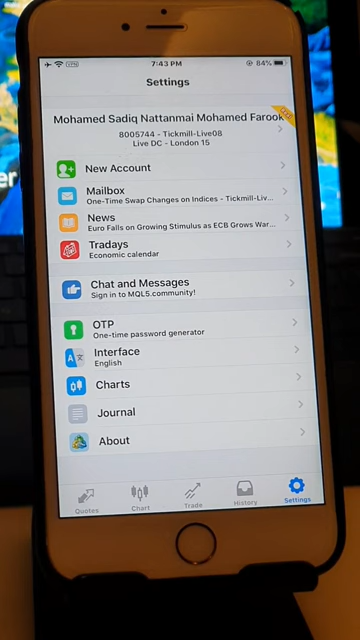 VPN
7:43 PM
84%
Settings
Mohamed Sadiq Nattanmai Mohamed Farook
8005744 - Tickmill-Live08
Live DC - London 15
New Account
Mailbox
One-Time Swap Changes on Indices - Tickmill-Liv...
News
Euro Falls on Growing Stimulus as ECB Grows War...
Tradays
Economic calendar
Chat and Messages
Sign in to MQL5.community!
OTP
One-time password generator
Interface
English
Charts
Journal
About
Quotes
Chart
Trade
History
Settings